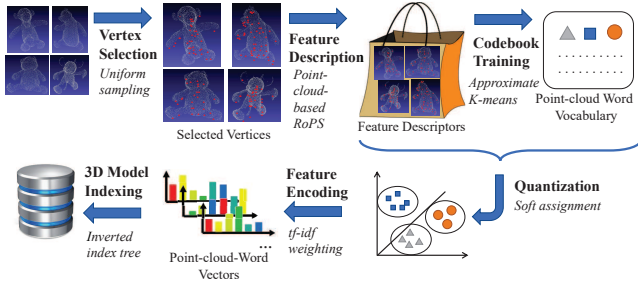 Vertex
Selection
Uniform
sampling
Selected Vertices
Feature
Description
Point-
cloud-
based
RoPS
Feature Descriptors
Codebook
Training
Approximate
K-means
Point-cloud Word
Vocabulary
Quantization
Soft assignment
Feature
Encoding
tf-idf
weighting
...
Point-cloud-Word
Vectors
3D Model
Indexing
Inverted
index tree